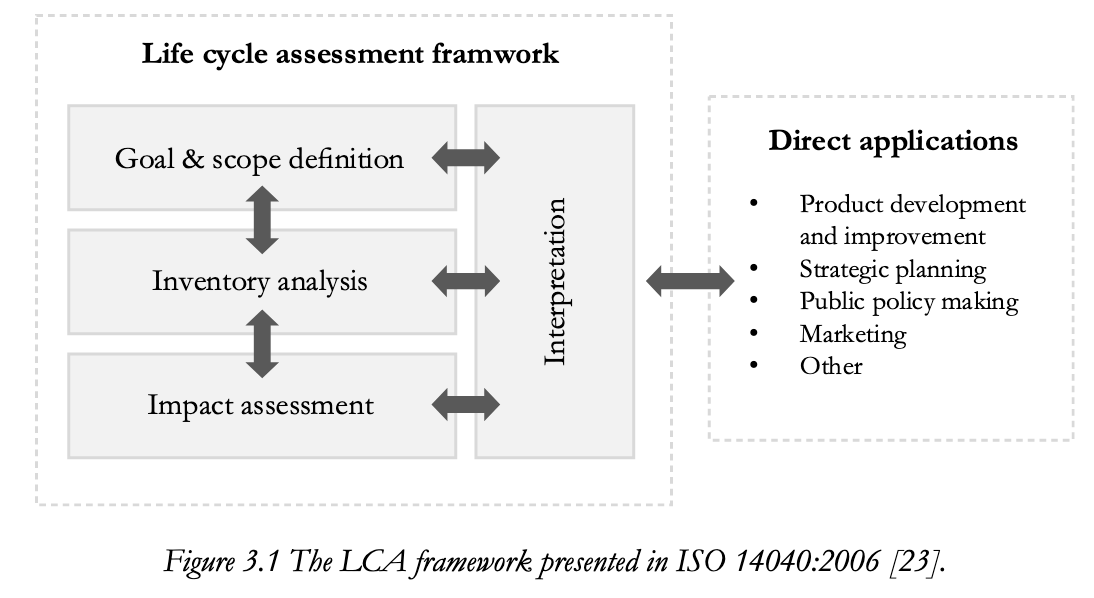 Life cycle assessment framwork
Goal & scope definition
Inventory analysis
Impact assessment
Interpretation
Direct applications
• Product development
and improvement
• Strategic planning
• Public policy making
• Marketing
• Other
Figure 3.1 The LCA framework presented in ISO 14040:2006 [23].